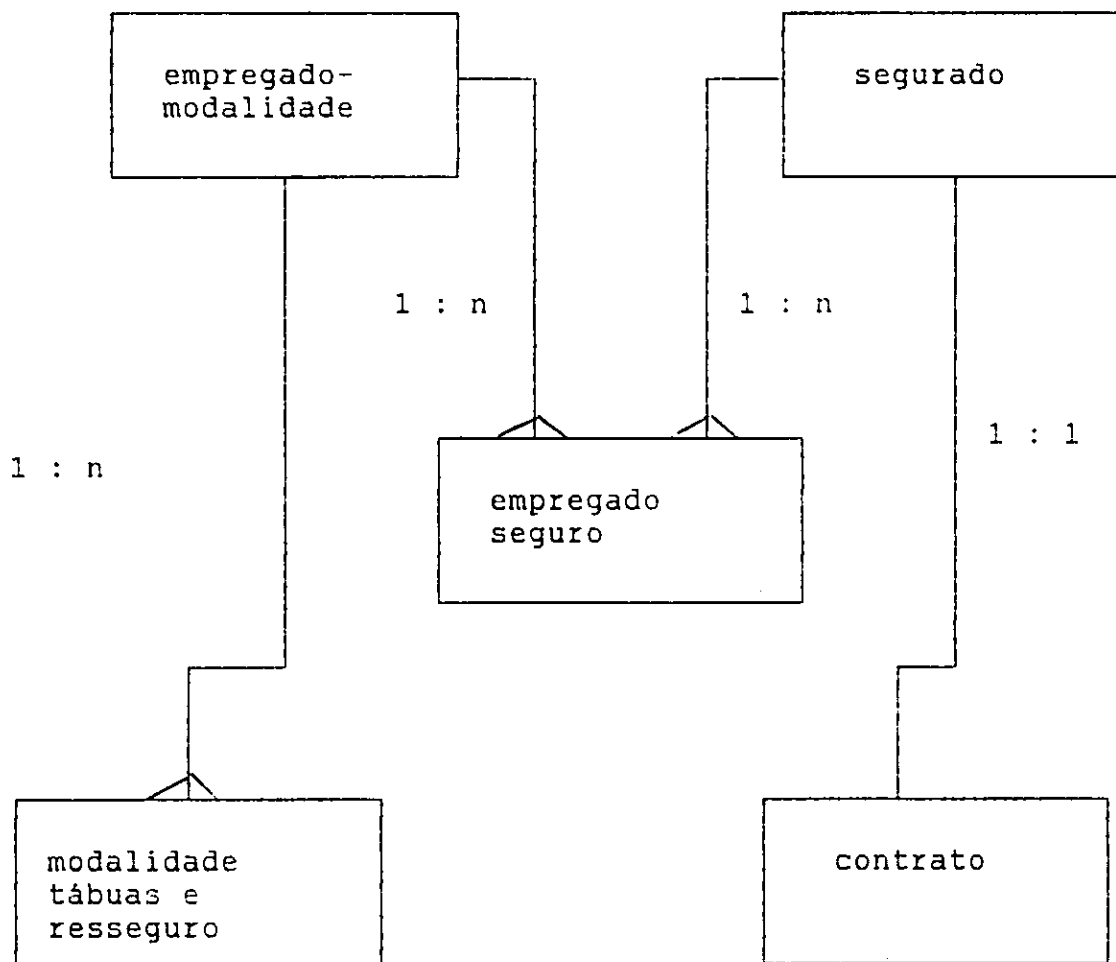 empregado-
modalidade
segurado
1 : n
1 : n
1 : n
1 : 1
empregado
seguro
modalidade
tábuas e
resseguro
contrato